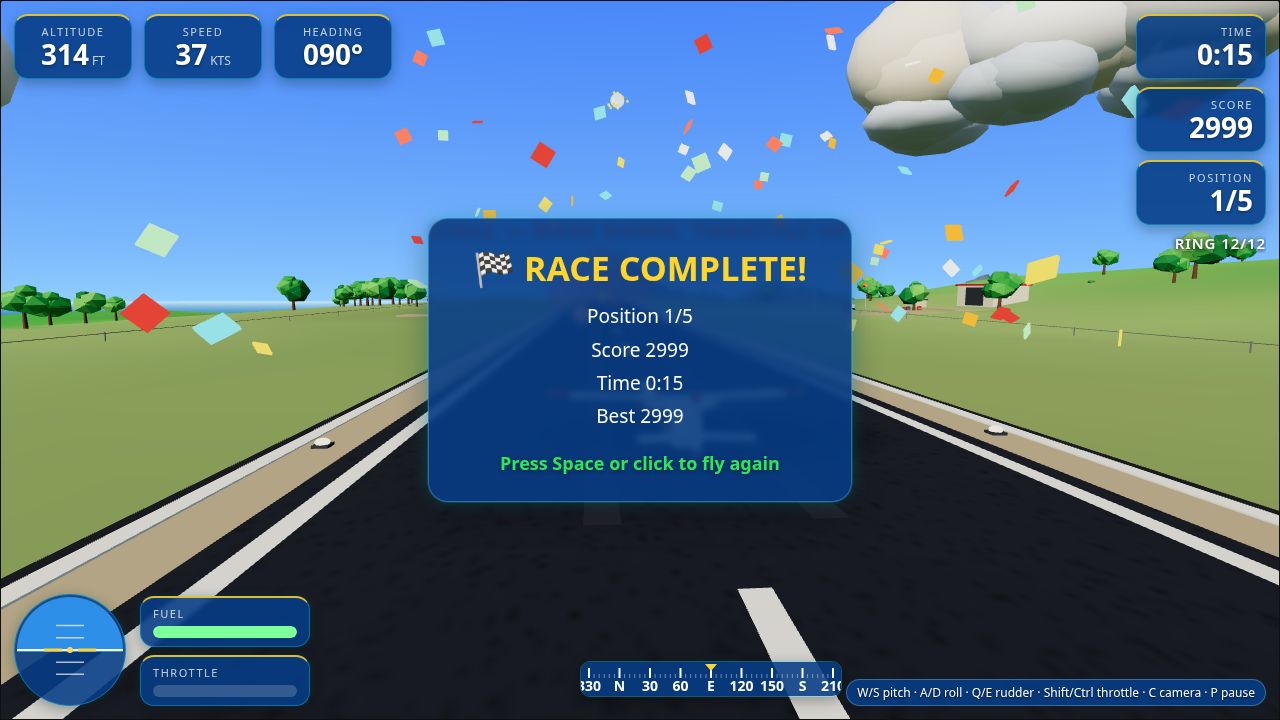 ALTITUDE
314 FT
SPEED
37 KTS
HEADING
090°
TIME
0:15
SCORE
2999
POSITION
1/5
RING 12/12
RACE COMPLETE!
Position 1/5
Score 2999
Time 0:15
Best 2999
Press Space or click to fly again
FUEL
THROTTLE
330 N 30 60 E 120 150 S 210
W/S pitch · A/D roll · Q/E rudder · Shift/Ctrl throttle · C camera · P pause